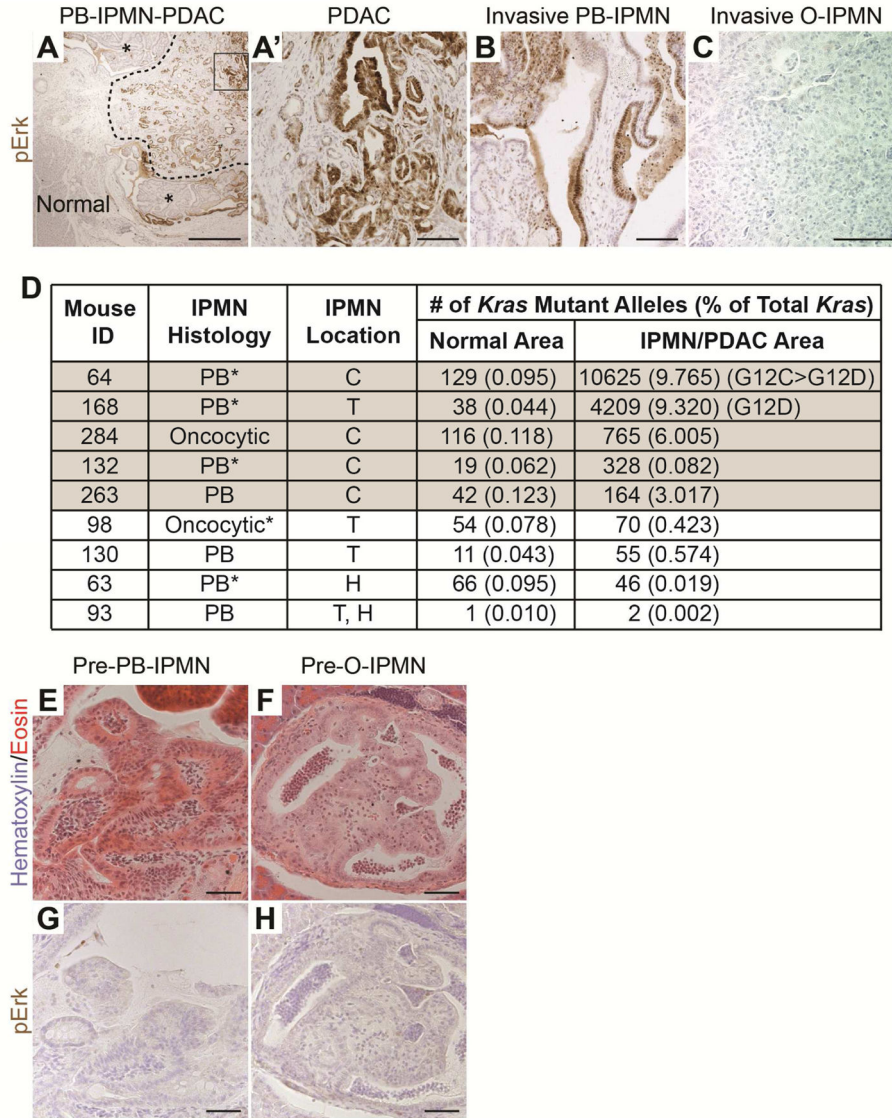 PB-IPMN-PDAC PDAC Invasive PB-IPMN Invasive O-IPMN
A * A' B C
pErk
Normal *
D
Mouse ID IPMN Histology IPMN Location # of Kras Mutant Alleles (% of Total Kras)
Normal Area IPMN/PDAC Area
64 PB* C 129 (0.095) 10625 (9.765) (G12C>G12D)
168 PB* T 38 (0.044) 4209 (9.320) (G12D)
284 Oncocytic C 116 (0.118) 765 (6.005)
132 PB* C 19 (0.062) 328 (0.082)
263 PB C 42 (0.123) 164 (3.017)
98 Oncocytic* T 54 (0.078) 70 (0.423)
130 PB T 11 (0.043) 55 (0.574)
63 PB* H 66 (0.095) 46 (0.019)
93 PB T, H 1 (0.010) 2 (0.002)
Pre-PB-IPMN Pre-O-IPMN
E F
Hematoxylin/Eosin
G H
pErk